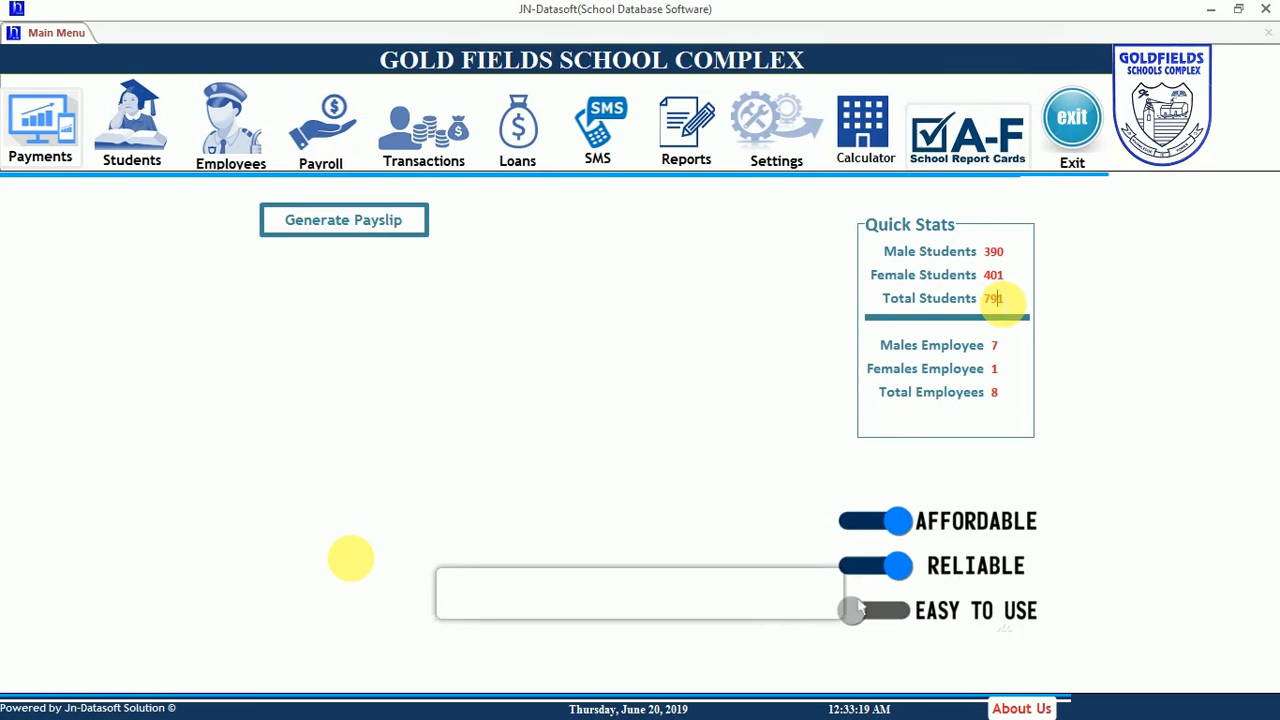 JN-Datasoft(School Database Software)
Main Menu
GOLD FIELDS SCHOOL COMPLEX
GOLDFIELDS
SCHOOLS COMPLEX
Payments
Students
Employees
Payroll
Transactions
Loans
SMS
SMS
Reports
Settings
Calculator
A-F
School Report Cards
exit
Exit
Generate Payslip
Quick Stats
Male Students 390
Female Students 401
Total Students 791
Males Employee 7
Females Employee 1
Total Employees 8
AFFORDABLE
RELIABLE
EASY TO USE
Powered by Jn-Datasoft Solution ©
Thursday, June 20, 2019
12:33:19 AM
About Us